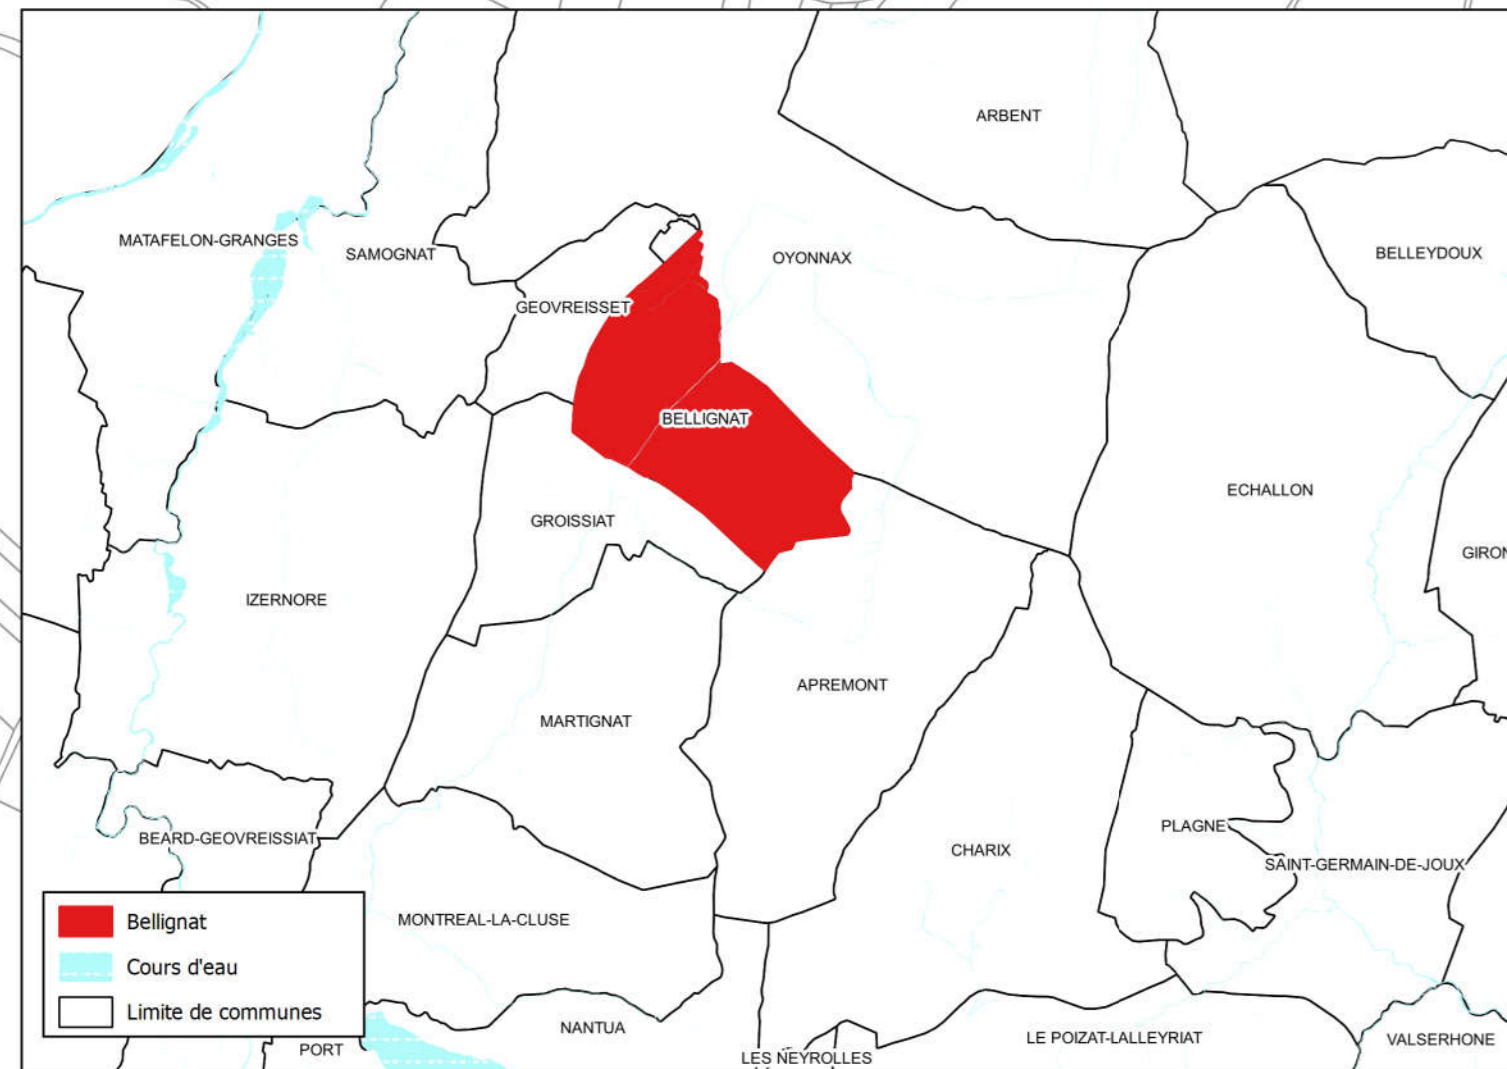 ARBENT
MATAFELON-GRANGES
SAMOGNAT
OYONNAX
BELLEYDOUX
GEOVREISSET
BELLIGNAT
ECHALLON
GROISSIAT
GIRON
IZERNORE
APREMONT
MARTIGNAT
PLAGNE
BEARD-GEOVREISSIAT
CHARIX
SAINT-GERMAIN-DE-JOUX
MONTREAL-LA-CLUSE
Bellignat
Cours d'eau
Limite de communes
NANTUA
PORT
LES NEYROLLES
LE POIZAT-LALLEYRIAT
VALSERHONE